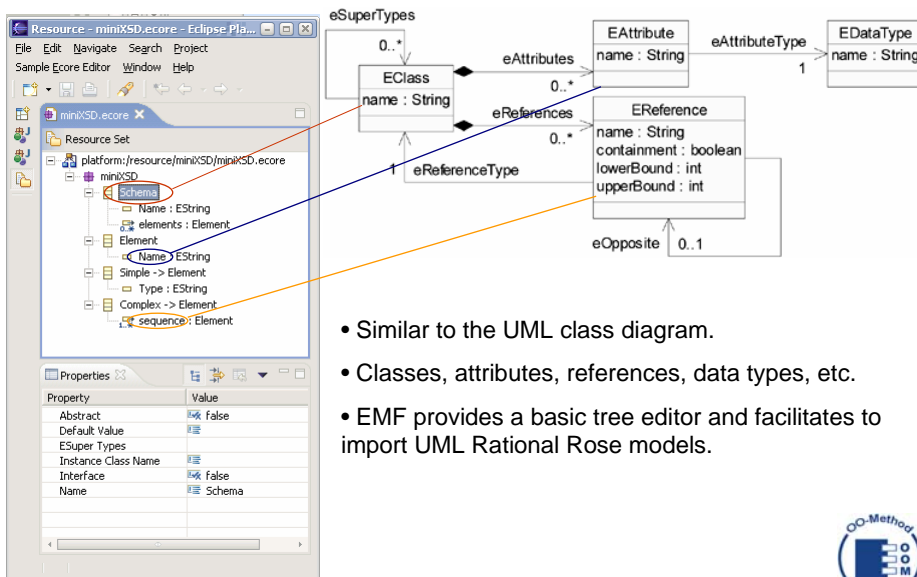 Resource - miniXSD.ecore - Eclipse Pla...
File Edit Navigate Search Project
Sample Ecore Editor Window Help
miniXSD.ecore
Resource Set
platform:/resource/miniXSD/miniXSD.ecore
miniXSD
Schema
Name : EString
0..* elements : Element
Element
Name : EString
Simple -> Element
Type : EString
Complex -> Element
1..* sequence : Element
Properties
Property Value
Abstract false
Default Value
ESuper Types
Instance Class Name
Interface false
Name Schema
eSuperTypes
0..*
EClass
name : String
eAttributes
0..*
EAttribute
name : String
eAttributeType
1
EDataType
name : String
eReferences
0..*
EReference
name : String
containment : boolean
lowerBound : int
upperBound : int
1 eReferenceType
eOpposite 0..1
• Similar to the UML class diagram.
• Classes, attributes, references, data types, etc.
• EMF provides a basic tree editor and facilitates to
import UML Rational Rose models.
OO-Method
O
O
M